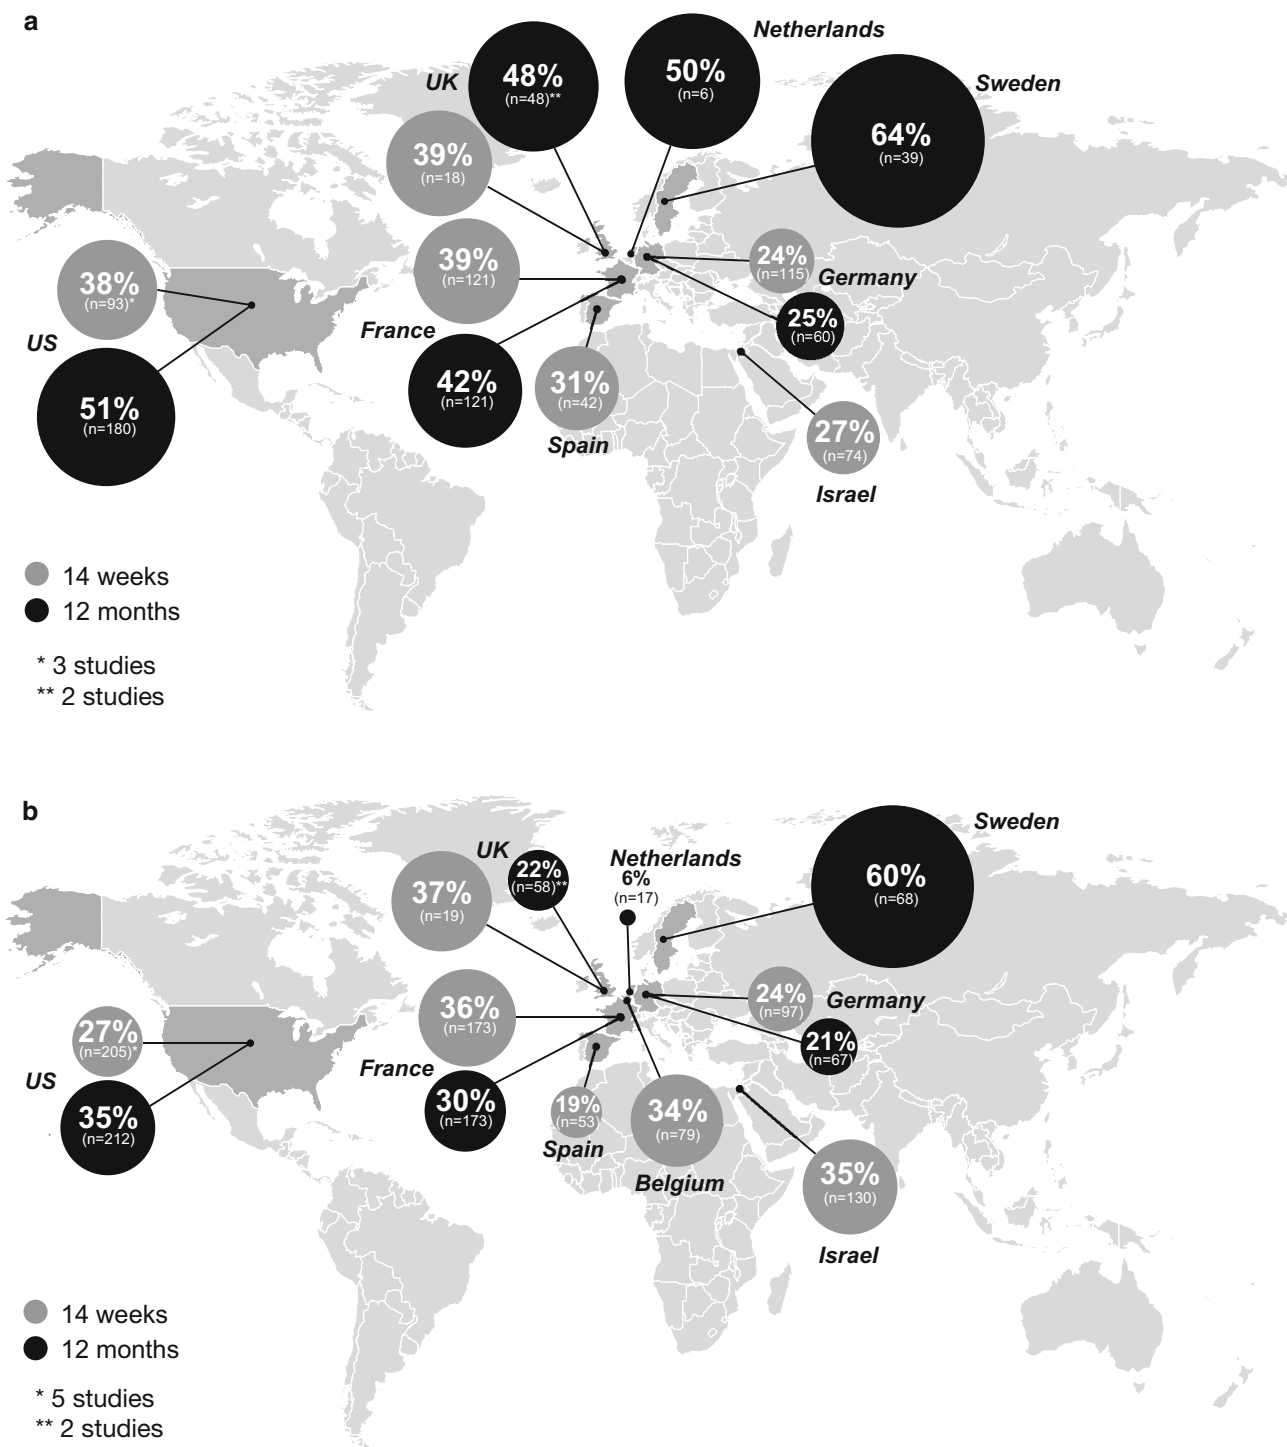 a
Netherlands
UK
48%
(n=48)**
50%
(n=6)
Sweden
64%
(n=39)
39%
(n=18)
38%
(n=93)*
39%
(n=121)
24%
(n=115)
Germany
US
France
25%
(n=60)
51%
(n=180)
42%
(n=121)
31%
(n=42)
Spain
27%
(n=74)
Israel
14 weeks
12 months
* 3 studies
** 2 studies
b
Sweden
UK
22%
(n=58)**
Netherlands
6%
(n=17)
60%
(n=68)
37%
(n=19)
27%
(n=205)*
36%
(n=173)
24%
(n=97)
Germany
US
France
21%
(n=67)
35%
(n=212)
30%
(n=173)
19%
(n=53)
Spain
34%
(n=79)
Belgium
35%
(n=130)
Israel
14 weeks
12 months
* 5 studies
** 2 studies